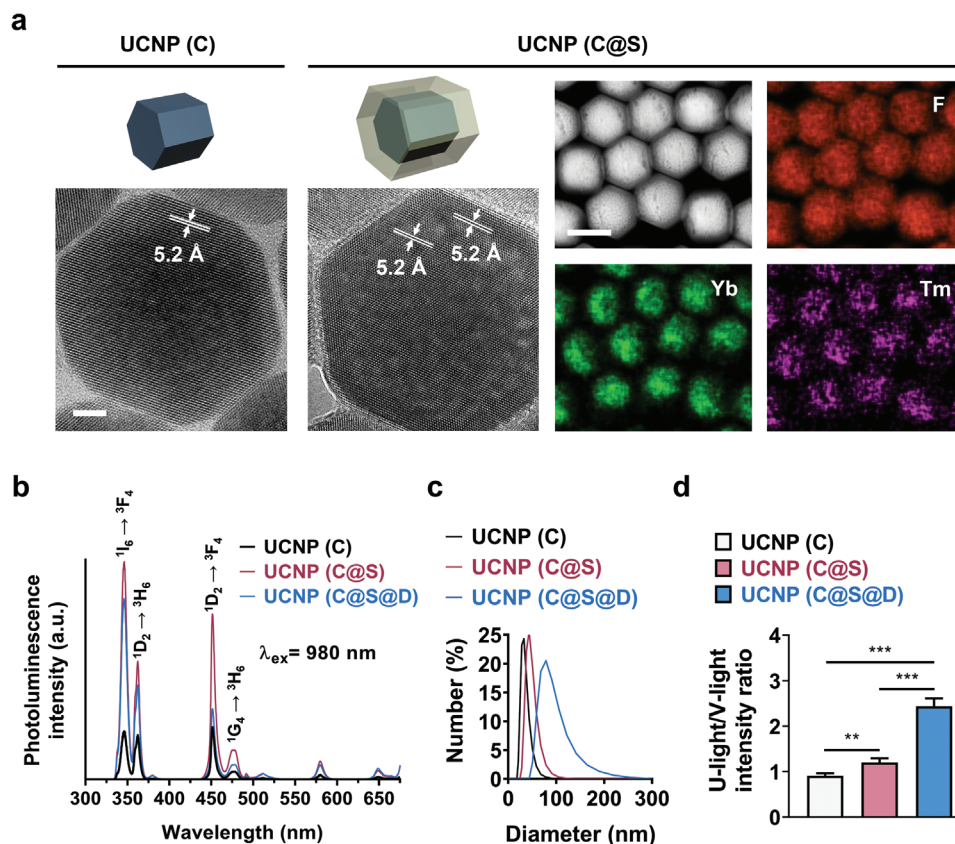 a
UCNP (C)
UCNP (C@S)
5.2 Å
5.2 Å
5.2 Å
F
Yb
Tm
b
¹I₆ → ³F₄
¹D₂ → ³H₆
¹D₂ → ³F₄
¹G₄ → ³H₆
UCNP (C)
UCNP (C@S)
UCNP (C@S@D)
λex= 980 nm
Photoluminescence
intensity (a.u.)
300 350 400 450 500 550 600 650
Wavelength (nm)
c
UCNP (C)
UCNP (C@S)
UCNP (C@S@D)
Number (%)
25
20
15
10
5
0
0 100 200 300
Diameter (nm)
d
UCNP (C)
UCNP (C@S)
UCNP (C@S@D)
U-light/V-light
intensity ratio
4
3
2
1
0
***
***
**